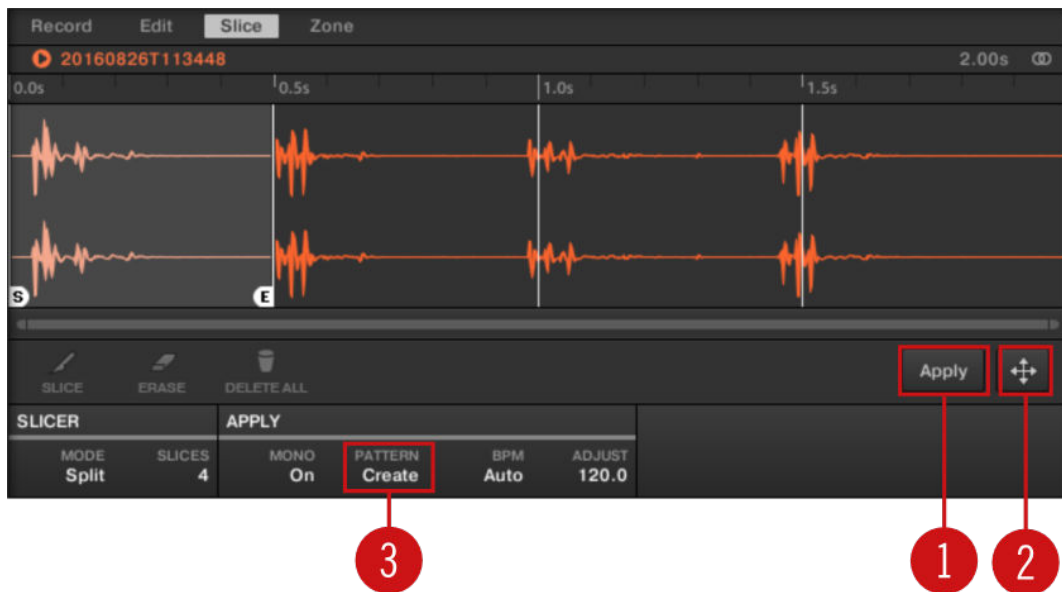 Record Edit Slice Zone
20160826T113448 2.00s
0.0s 0.5s 1.0s 1.5s
S E
SLICE ERASE DELETE ALL Apply
SLICER APPLY
MODE SLICES MONO PATTERN BPM ADJUST
Split 4 On Create Auto 120.0
3 1 2